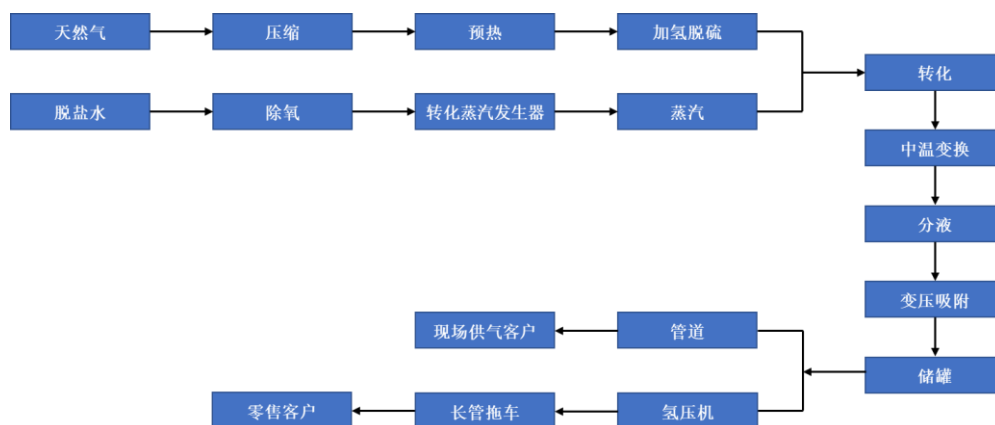 天然气
压缩
预热
加氢脱硫
转化
脱盐水
除氧
转化蒸汽发生器
蒸汽
中温变换
分液
变压吸附
现场供气客户
管道
储罐
零售客户
长管拖车
氢压机